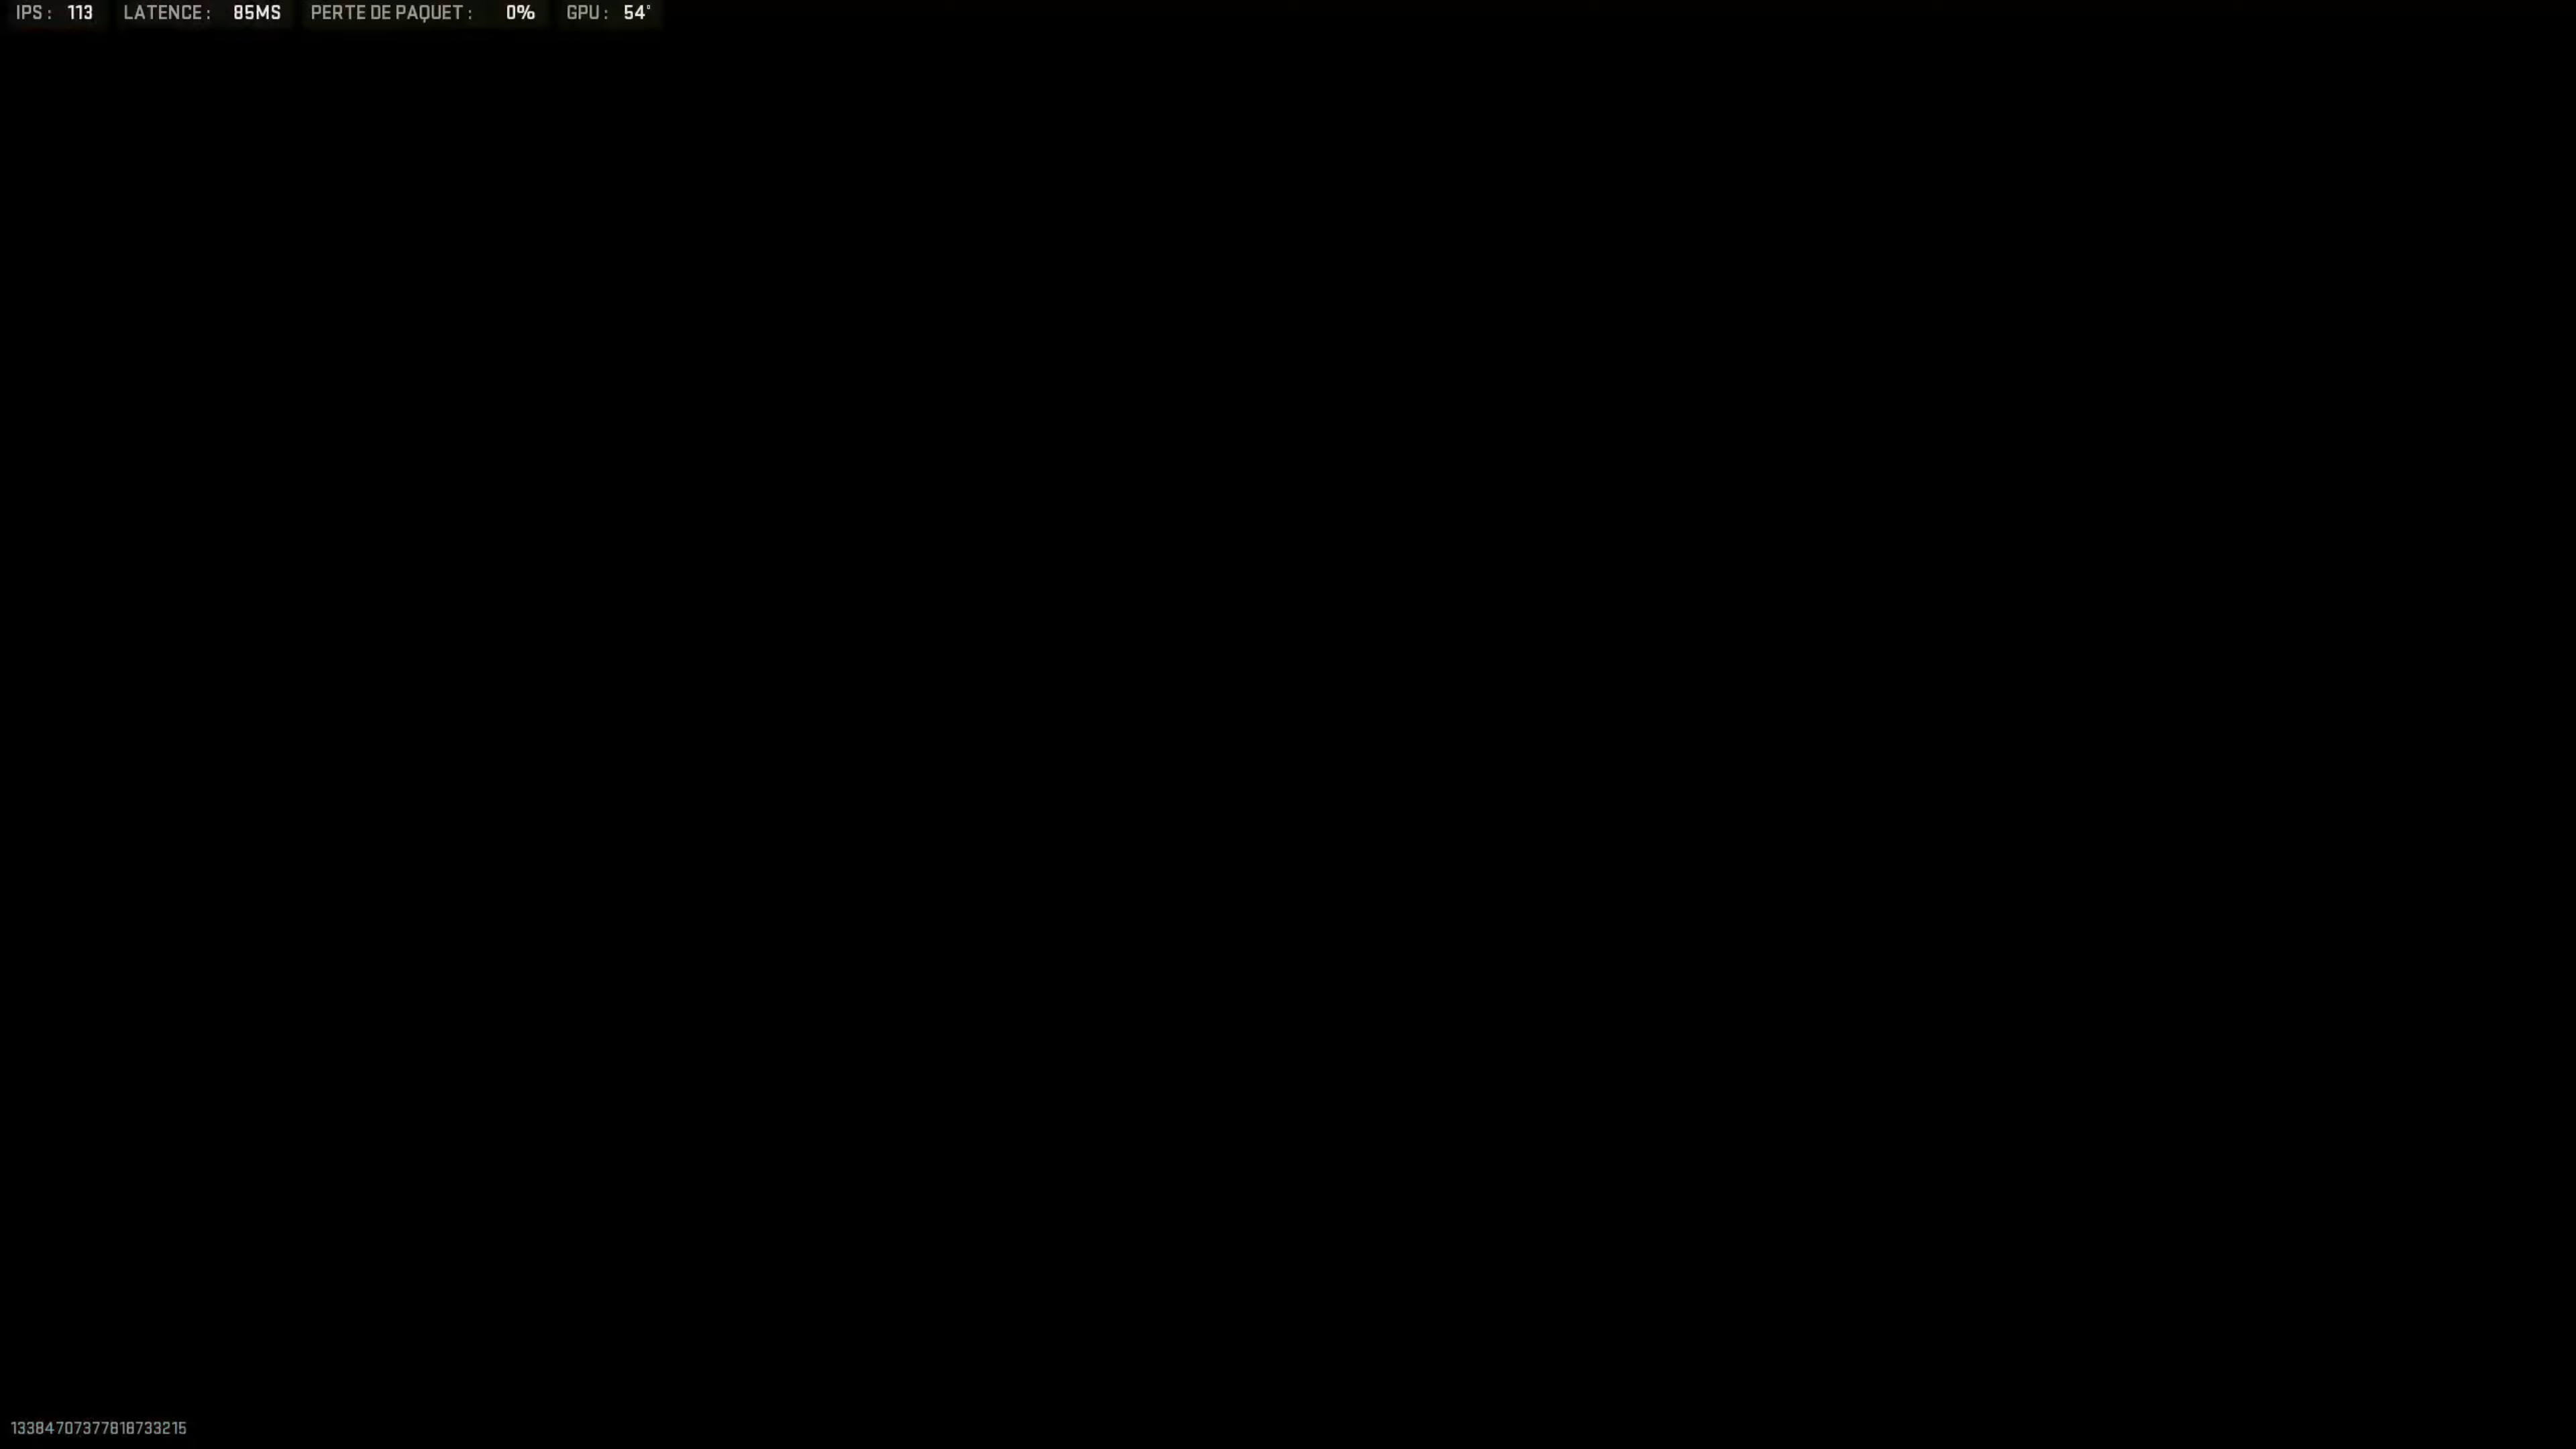 IPS : 113 LATENCE : 85MS PERTE DE PAQUET : 0% GPU : 54°
13384707377818733215